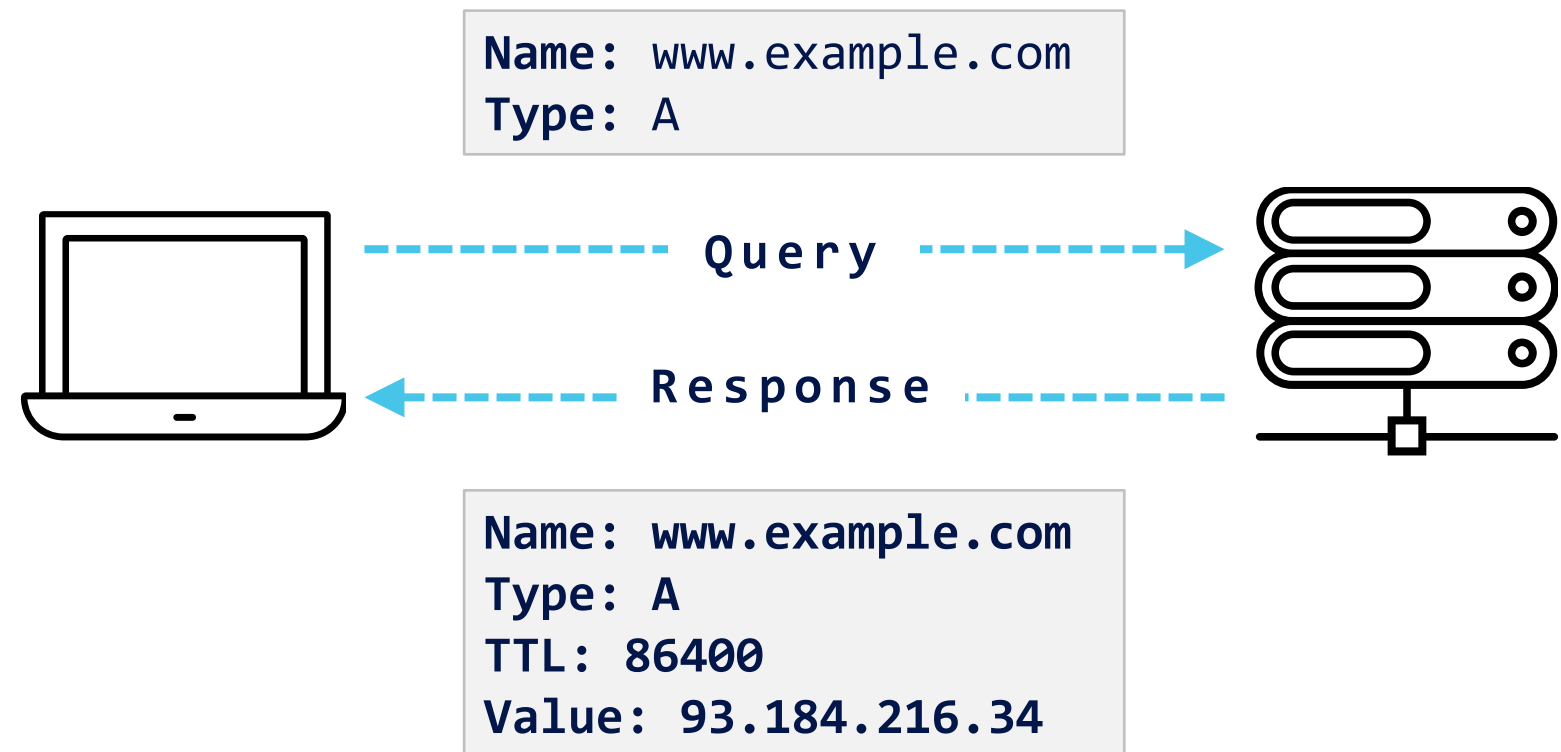 Name: www.example.com
Type: A
Query
Response
Name: www.example.com
Type: A
TTL: 86400
Value: 93.184.216.34